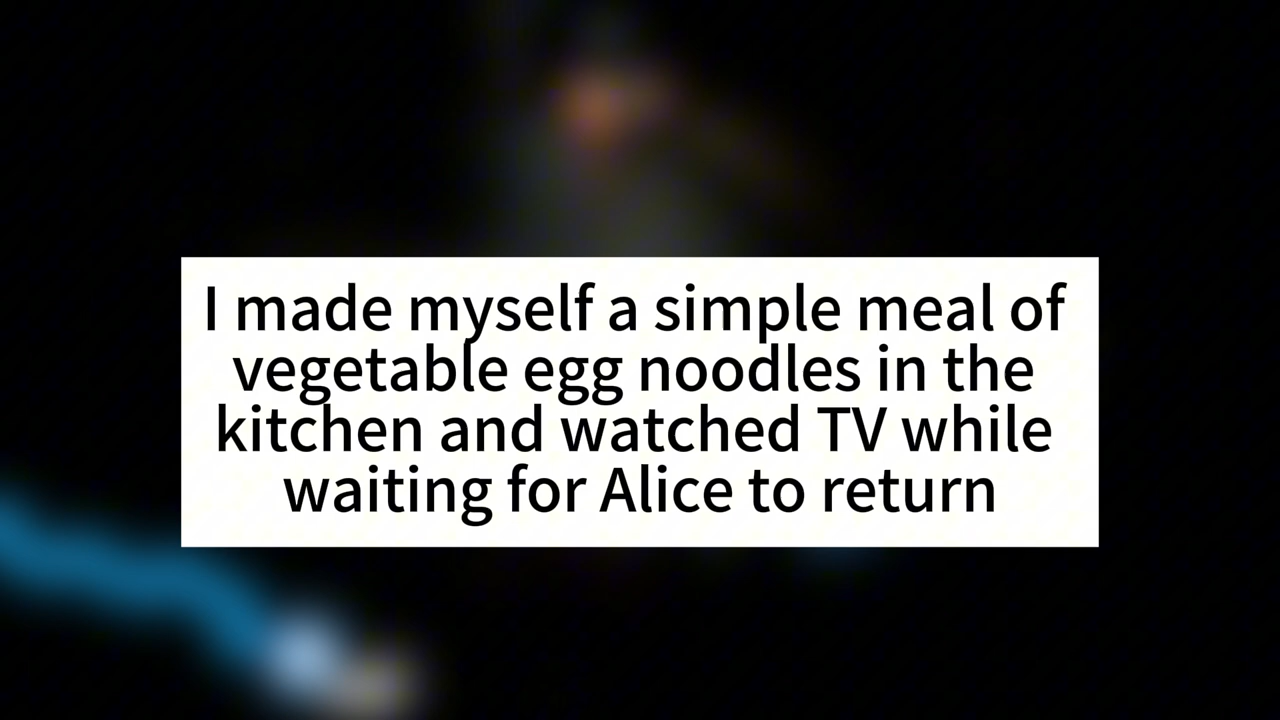 I made myself a simple meal of
vegetable egg noodles in the
kitchen and watched TV while
waiting for Alice to return